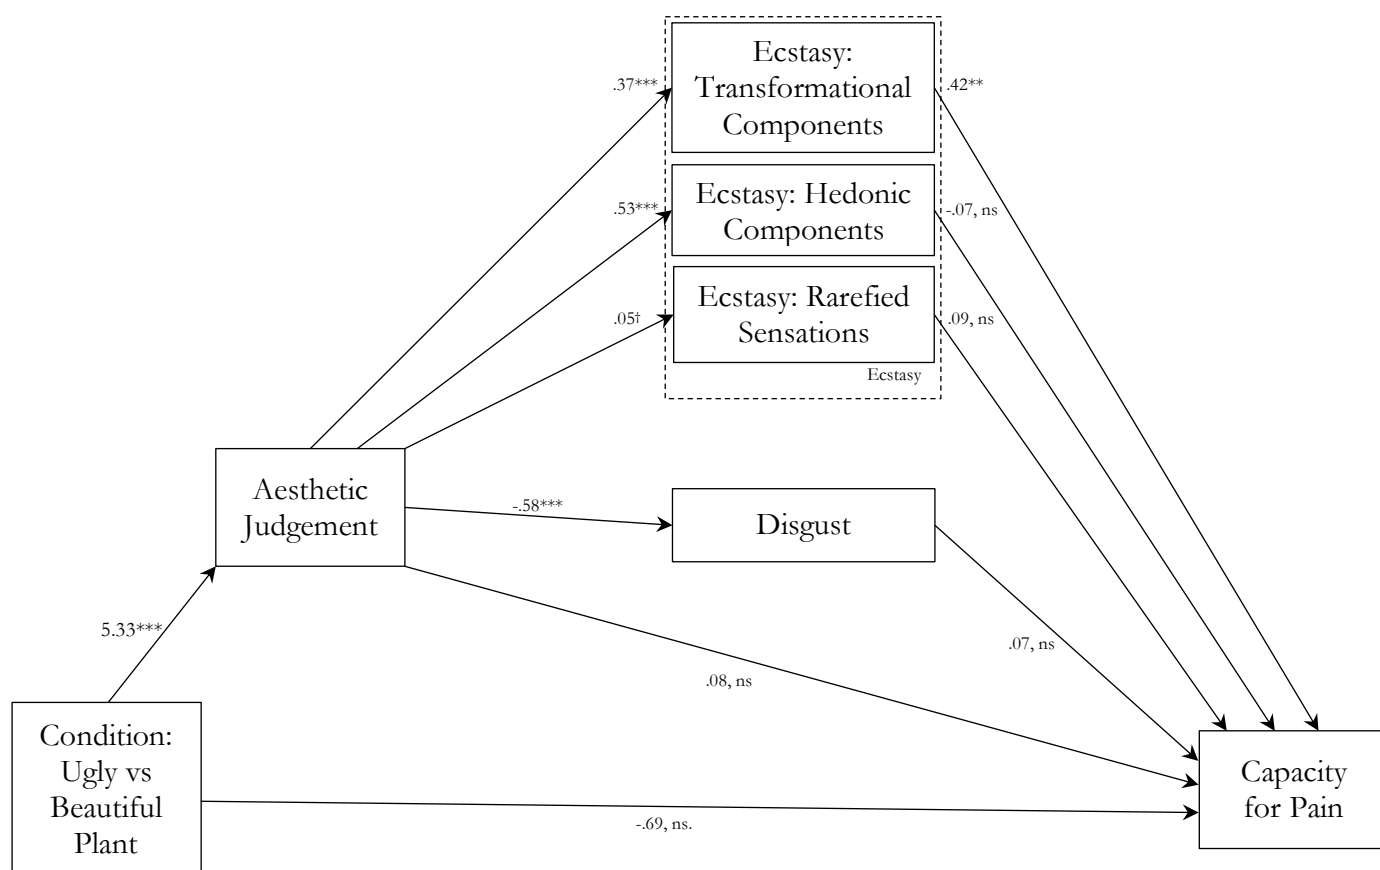 Ecstasy:
Transformational
Components
.37***
.42**
Ecstasy: Hedonic
Components
.53***
-.07, ns
Ecstasy: Rarefied
Sensations
.05†
.09, ns
Ecstasy
Aesthetic
Judgement
-.58***
Disgust
5.33***
.07, ns
.08, ns
Condition:
Ugly vs
Beautiful
Plant
-.69, ns.
Capacity
for Pain